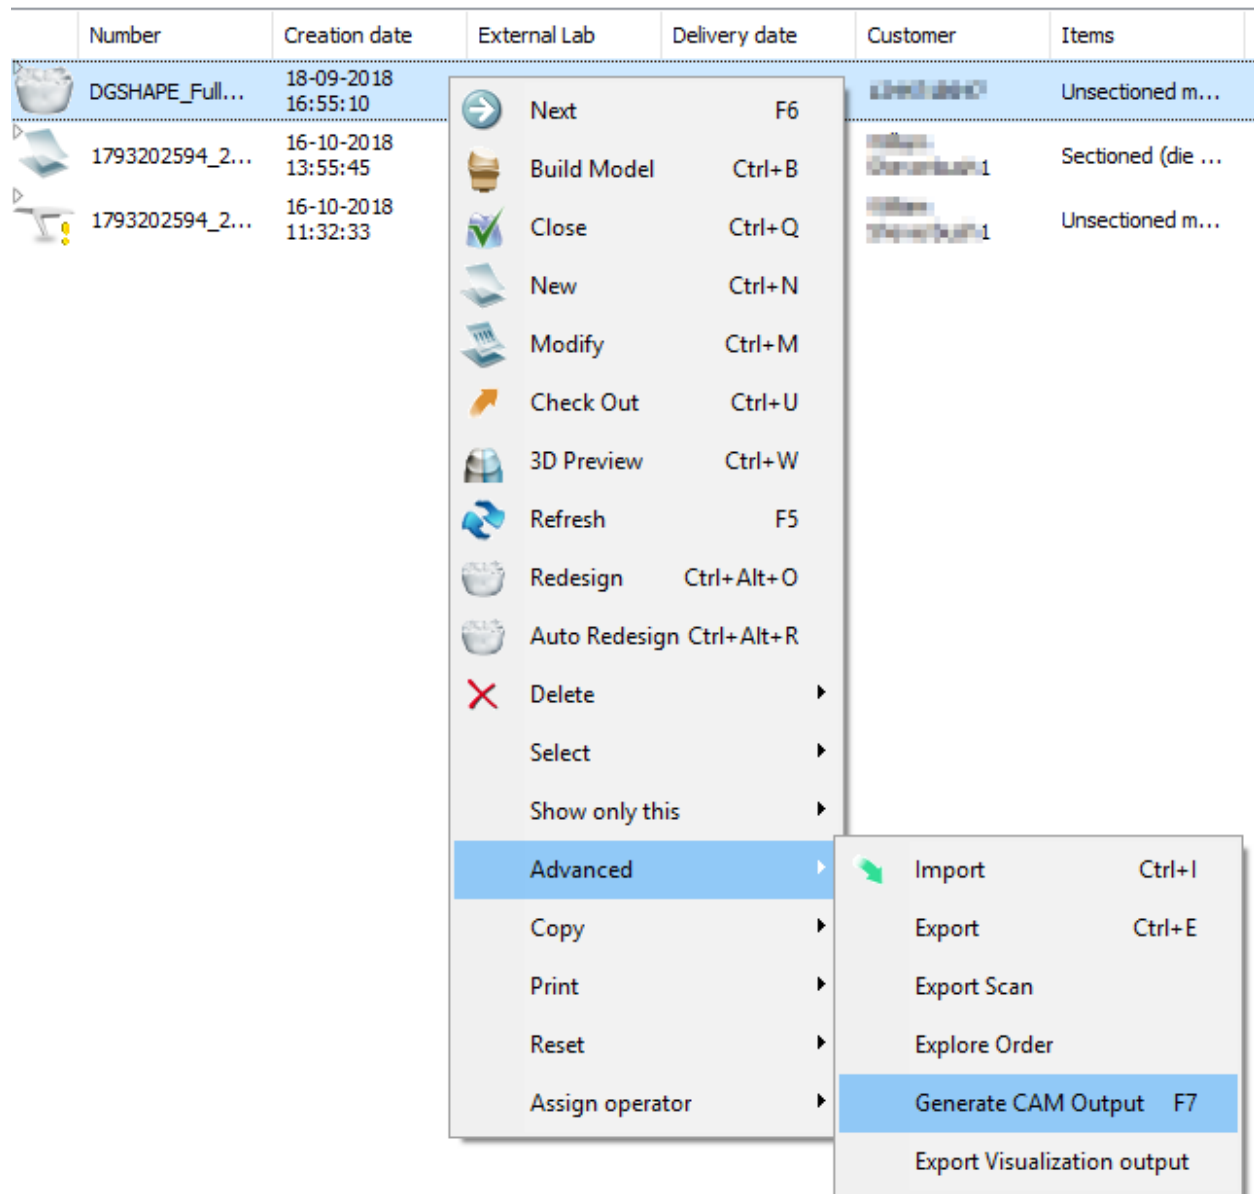 Number Creation date External Lab Delivery date Customer Items
DGSHAPE_Full... 18-09-2018 16:55:10 Unsectioned m...
1793202594_2... 16-10-2018 13:55:45 1 Sectioned (die ...
1793202594_2... 16-10-2018 11:32:33 1 Unsectioned m...
Next F6
Build Model Ctrl+B
Close Ctrl+Q
New Ctrl+N
Modify Ctrl+M
Check Out Ctrl+U
3D Preview Ctrl+W
Refresh F5
Redesign Ctrl+Alt+O
Auto Redesign Ctrl+Alt+R
Delete
Select
Show only this
Advanced
Copy
Print
Reset
Assign operator
Import Ctrl+I
Export Ctrl+E
Export Scan
Explore Order
Generate CAM Output F7
Export Visualization output